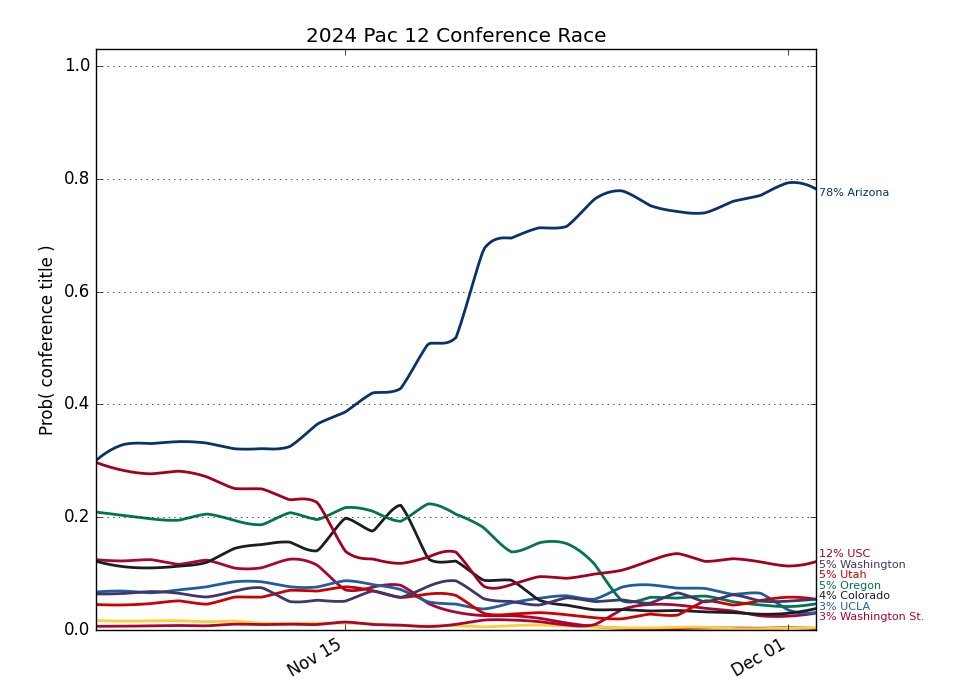 2024 Pac 12 Conference Race
Prob( conference title )
1.0
0.8
0.6
0.4
0.2
0.0
Nov 15
Dec 01
78% Arizona
12% USC
5% Washington
5% Utah
5% Oregon
4% Colorado
3% UCLA
3% Washington St.